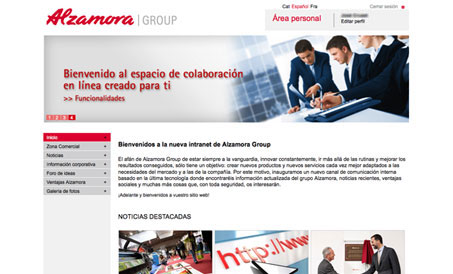 Alzamora | GROUP
Cat Español Fra
Cerrar sesión
Área personal
Editar perfil
Bienvenido al espacio de colaboración
en línea creado para ti
>> Funcionalidades
1 2 3 4
Inicio
Zona Comercial
Noticias
Información corporativa
Foro de ideas
Ventajas Alzamora
Galería de fotos
Bienvenidos a la nueva intranet de Alzamora Group
El afán de Alzamora Group de estar siempre a la vanguardia, innovar constantemente, ir más allá de las rutinas y mejorar los
resultados conseguidos, sólo tiene un objetivo: crear nuevos productos y nuevos servicios cada vez mejor adaptados a las
necesidades del mercado y a las de la compañía. Por este motivo, inauguramos un nuevo canal de comunicación interna
basado en la última tecnología donde encontraréis información actualizada del grupo Alzamora, noticias recientes, ventajas
sociales y muchas más cosas que, con toda seguridad, os interesarán.
¡Adelante y bienvenidos a vuestro sitio web!
NOTICIAS DESTACADAS
http://ww